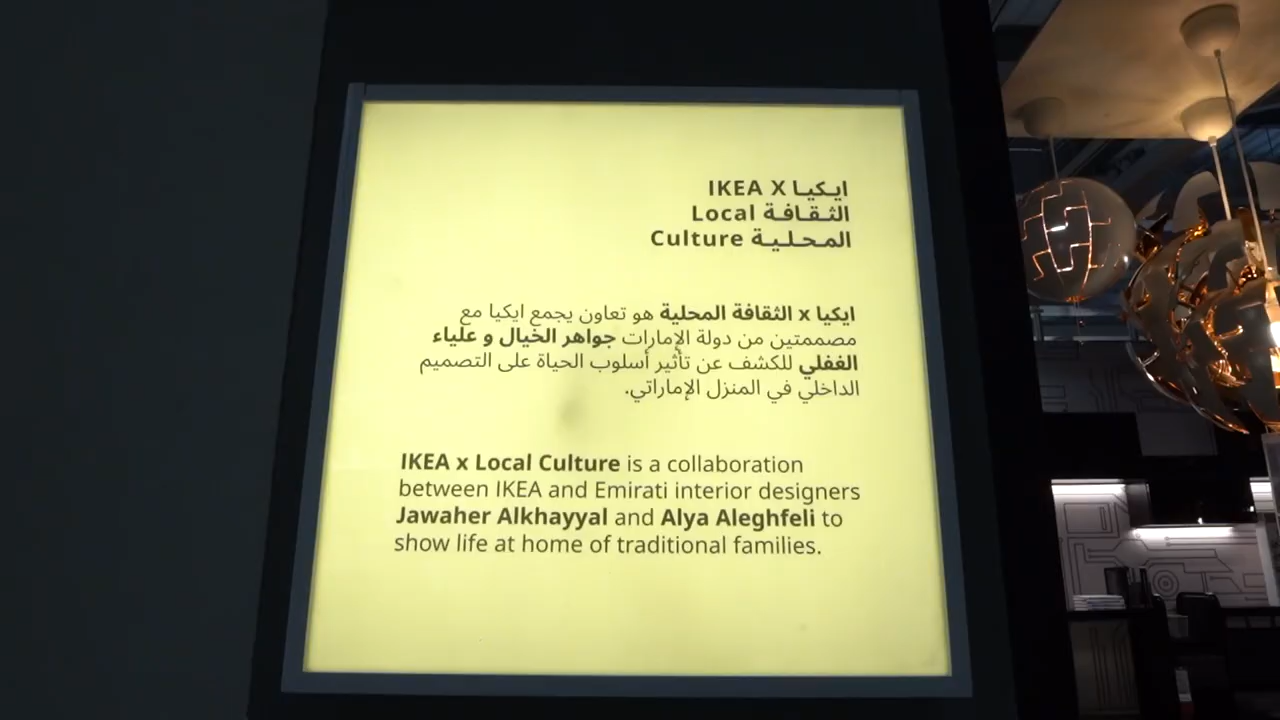 IKEA X ايكيا
Local الثقافة
Culture المحلية
ايكيا x الثقافة المحلية هو تعاون يجمع ايكيا مع
مصممتين من دولة الإمارات جواهر الخيال و علياء
الغفلي للكشف عن تأثير أسلوب الحياة على التصميم
الداخلي في المنزل الإماراتي.
IKEA x Local Culture is a collaboration
between IKEA and Emirati interior designers
Jawaher Alkhayyal and Alya Aleghfeli to
show life at home of traditional families.